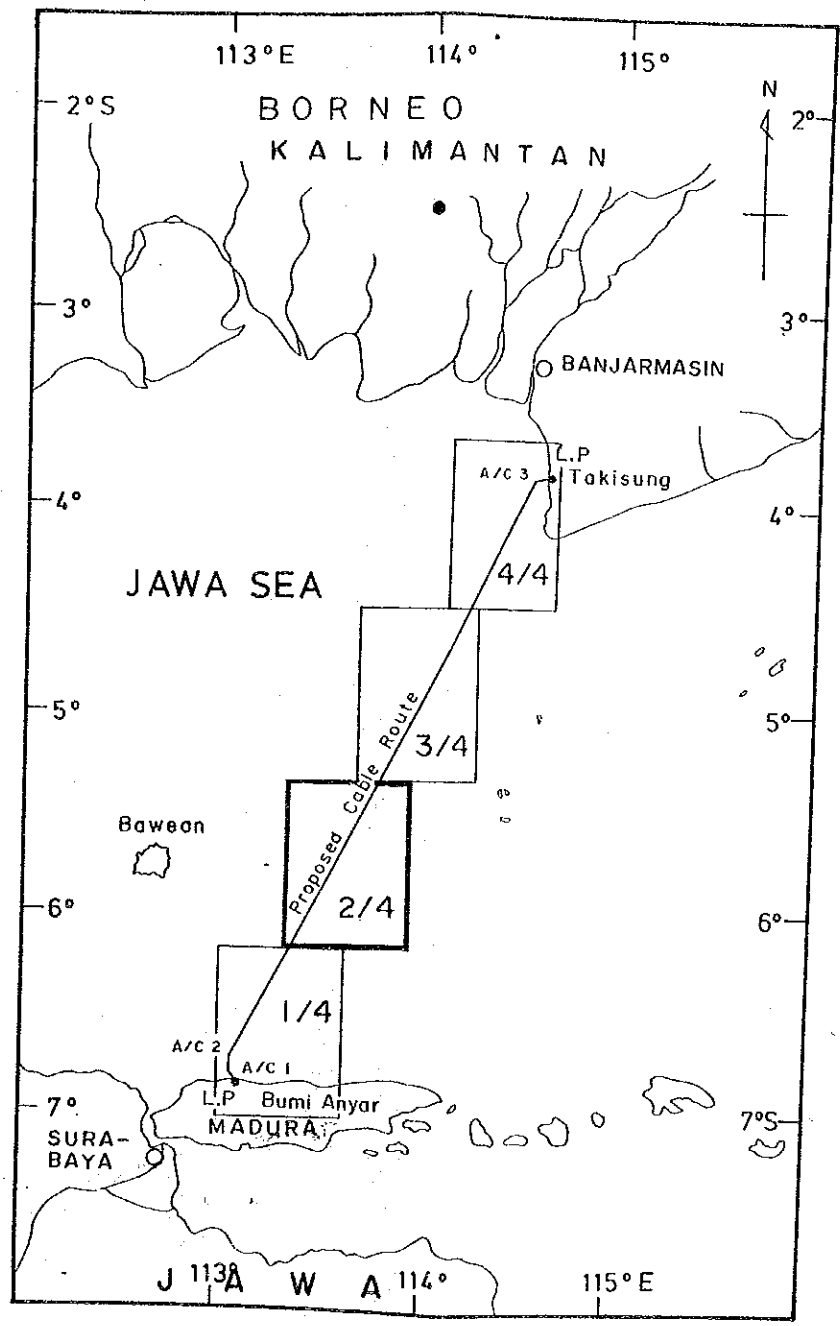 113°E 114° 115°
2°S
BORNEO
N
2°
KALIMANTAN
3°
3°
BANJARMASIN
L.P
A/C 3
Takisung
4°
4°
JAWA SEA
4/4
5°
5°
3/4
Proposed Cable Route
Bawean
2/4
6°
6°
1/4
A/C 2
A/C 1
L.P Bumi Anyar
7°
7°S
MADURA
SURA-
BAYA
JAWA
113° 114° 115°E